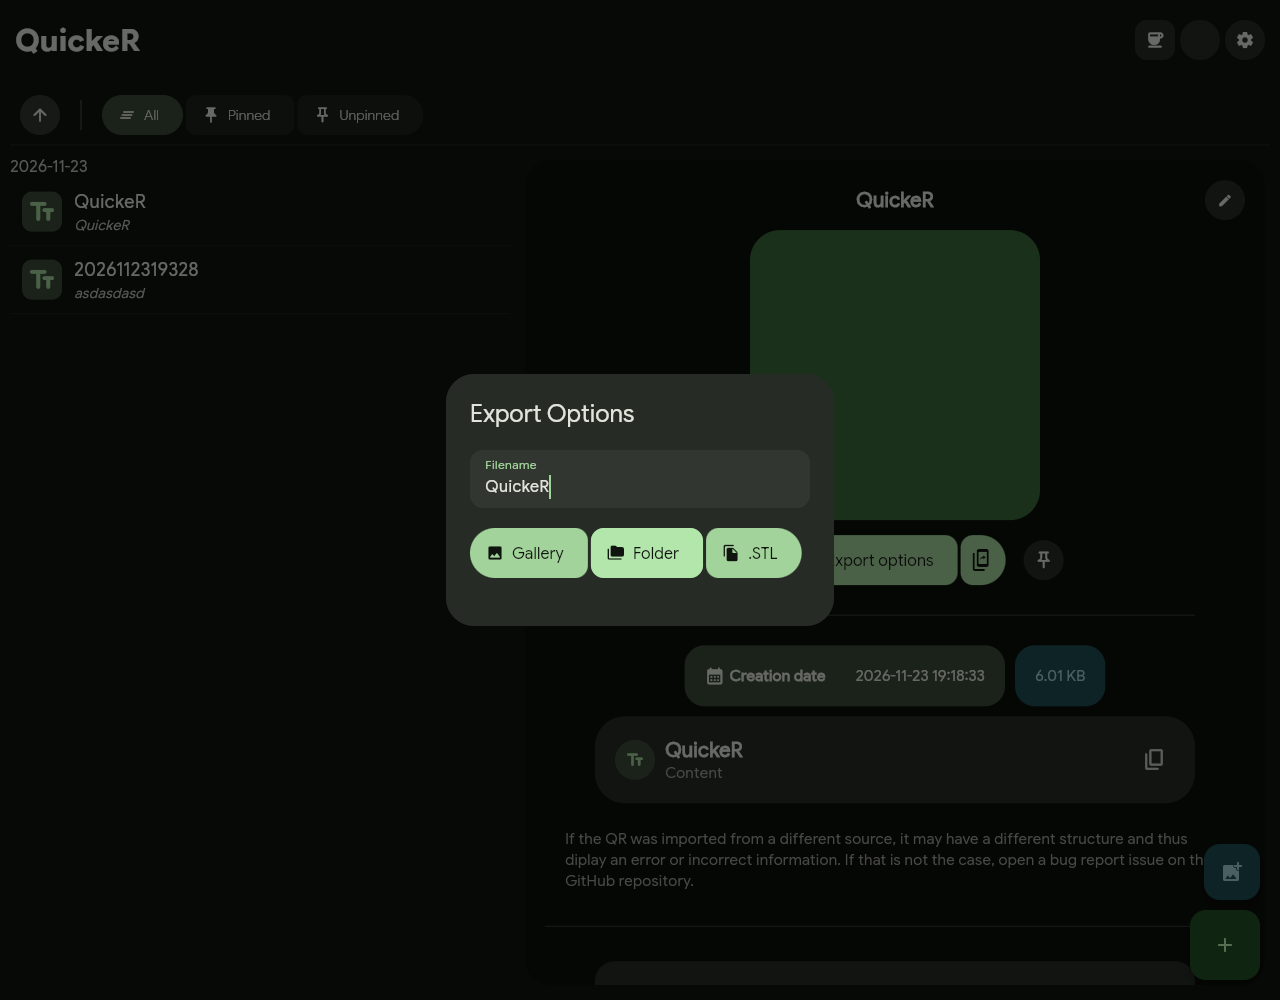 QuickeR
All
Pinned
Unpinned
2026-11-23
QuickeR
QuickeR
2026112319328
asdasdasd
QuickeR
Export Options
Filename
QuickeR
Gallery
Folder
.STL
xport options
Creation date
2026-11-23 19:18:33
6.01 KB
QuickeR
Content
If the QR was imported from a different source, it may have a different structure and thus
diplay an error or incorrect information. If that is not the case, open a bug report issue on th
GitHub repository.